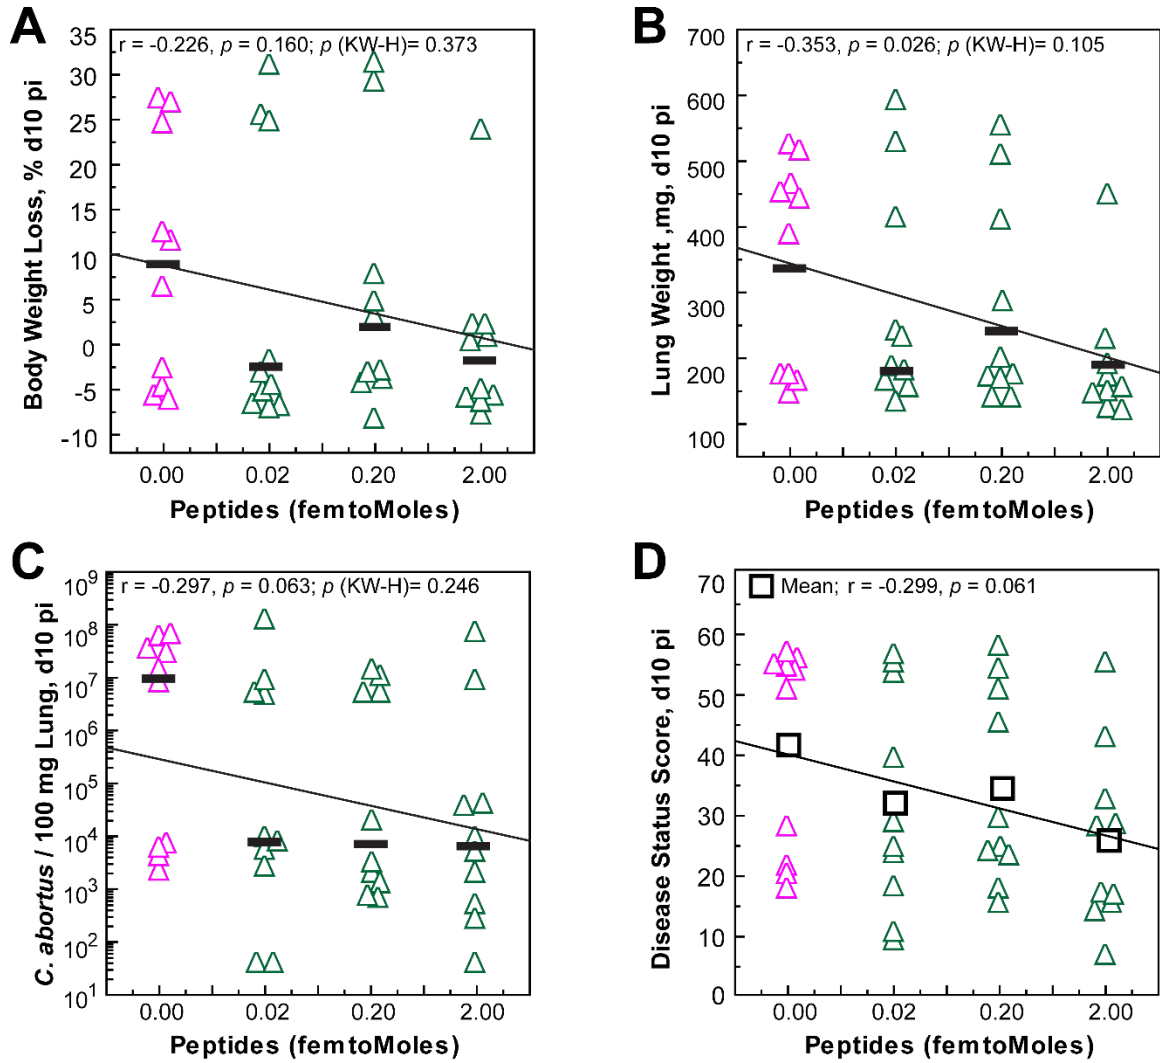 A
r = -0.226, p = 0.160; p (KW-H)= 0.373
Body Weight Loss, % d10 pi
35
30
25
20
15
10
5
0
-5
-10
0.00 0.02 0.20 2.00
Peptides (femtoMoles)
B
r = -0.353, p = 0.026; p (KW-H)= 0.105
Lung Weight ,mg, d10 pi
700
600
500
400
300
200
100
0.00 0.02 0.20 2.00
Peptides (femtoMoles)
C
r = -0.297, p = 0.063; p (KW-H)= 0.246
C. abortus / 100 mg Lung, d10 pi
10⁹
10⁸
10⁷
10⁶
10⁵
10⁴
10³
10²
10¹
0.00 0.02 0.20 2.00
Peptides (femtoMoles)
D
Mean; r = -0.299, p = 0.061
Disease Status Score, d10 pi
70
60
50
40
30
20
10
0
0.00 0.02 0.20 2.00
Peptides (femtoMoles)